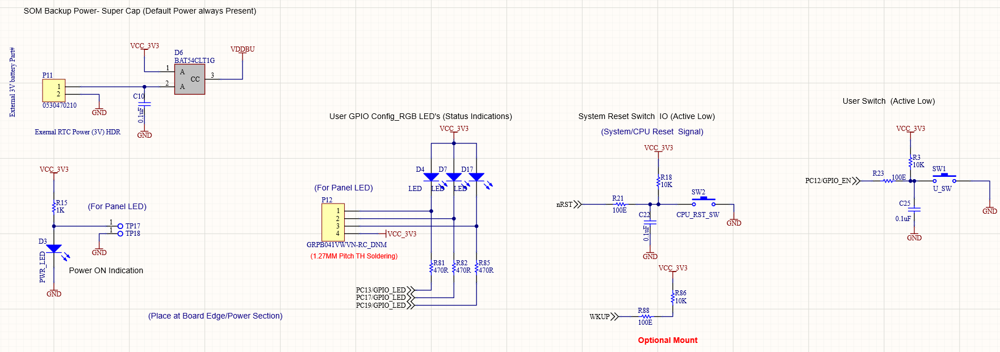 SOM Backup Power- Super Cap (Default Power always Present)
External 3V battery Part#
VCC_3V3
VDDBU
D6
BAT54CLT1G
1
A
CC
3
2
A
P11
1
2
0530470210
C10
0.1uF
GND
GND
Exernal RTC Power (3V) HDR
VCC_3V3
R15
1K
(For Panel LED)
1
TP17
1
TP18
GND
D3
PWR_LED
Power ON Indication
GND
(Place at Board Edge/Power Section)
User GPIO Config_RGB LED's (Status Indications)
VCC_3V3
D4
D7
D17
LED
LED
LED
(For Panel LED)
P12
1
2
3
4
VCC_3V3
GRPB041VWVN-RC_DNM
(1.27MM Pitch TH Soldering)
R81
470R
R82
470R
R85
470R
PC13/GPIO_LED
PC17/GPIO_LED
PC19/GPIO_LED
System Reset Switch  IO (Active Low)
(System/CPU Reset  Signal)
VCC_3V3
R18
10K
SW2
nRST
R21
100E
C22
0.1uF
CPU_RST_SW
GND
GND
VCC_3V3
R86
10K
WKUP
R88
100E
Optional Mount
User Switch  (Active Low)
VCC_3V3
R3
10K
SW1
PC12/GPIO_EN
R23
100E
U_SW
C25
0.1uF
GND
GND